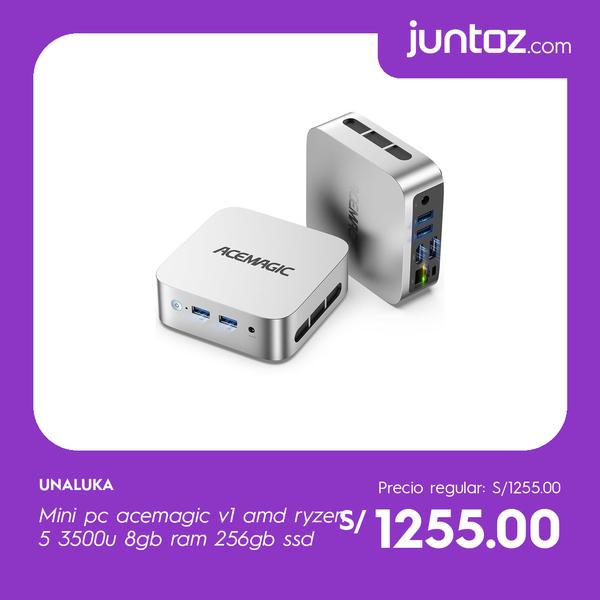 juntoz.com
ACEMAGIC
ACEMAGIC
UNALUKA
Precio regular: S/1255.00
Mini pc acemagic v1 amd ryzen
5 3500u 8gb ram 256gb ssd
S/ 1255.00